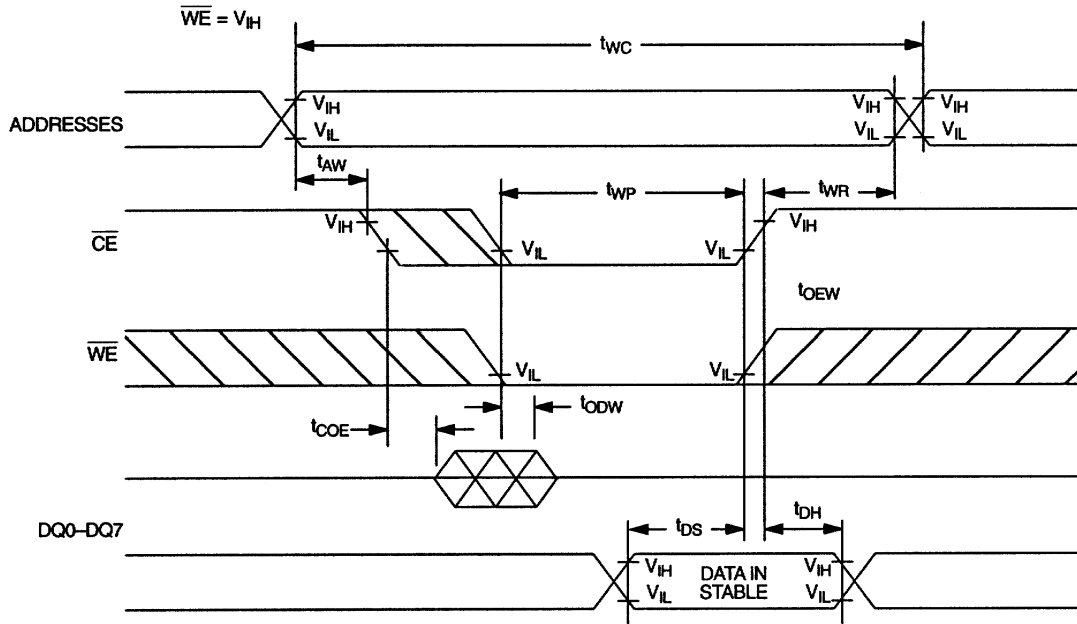 WE = VIH
tWC
ADDRESSES
VIH
VIH
VIH
VIL
VIL
VIL
tAW
tWP
tWR
CE
VIH
VIH
VIL
VIL
tOEW
WE
VIL
VIL
tCOE
tODW
DQ0–DQ7
tDS
tDH
VIH
DATA IN
VIH
VIL
STABLE
VIL